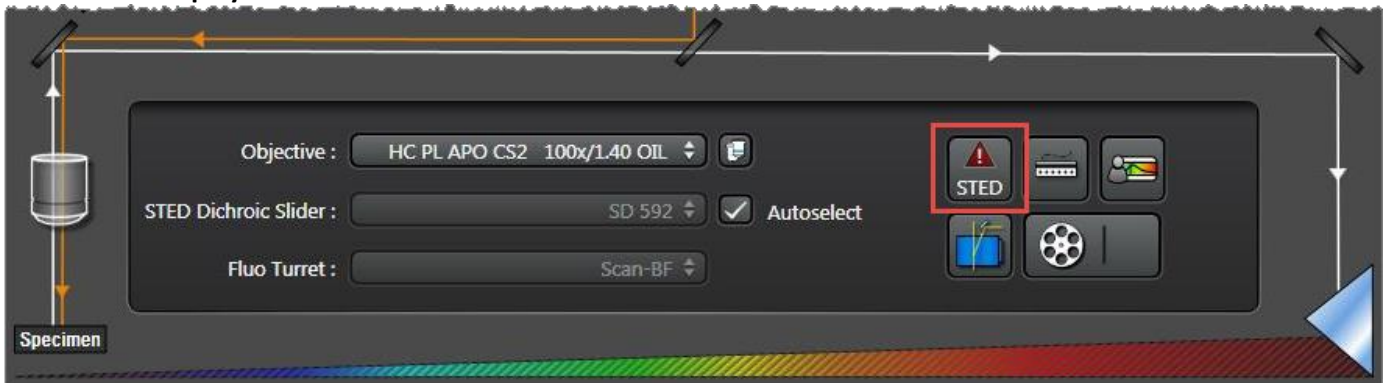 Objective : HC PL APO CS2 100x/1.40 OIL
STED
STED Dichroic Slider : SD 592 Autoselect
Fluo Turret : Scan-BF
Specimen